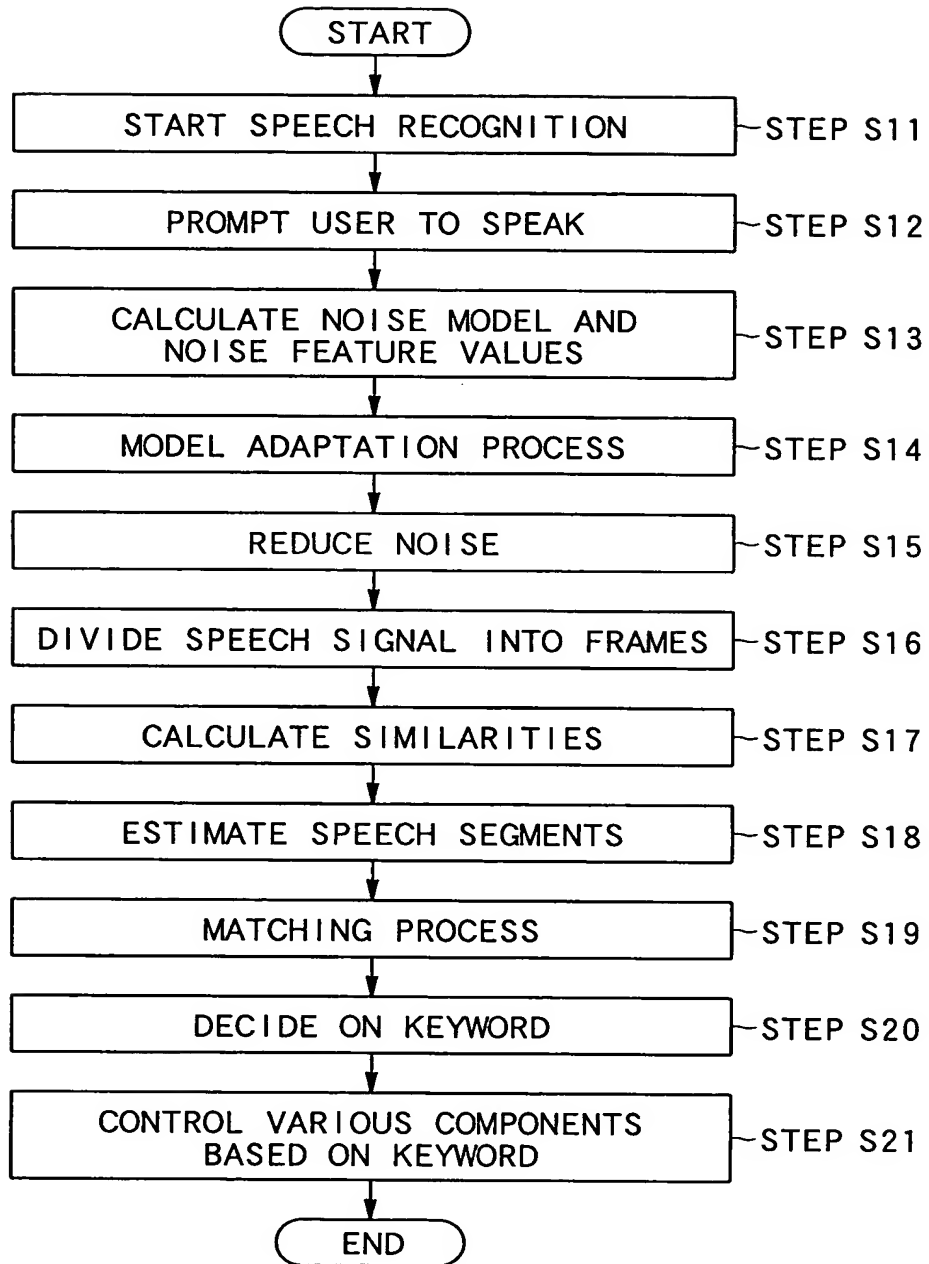 START
START SPEECH RECOGNITION
STEP S11
PROMPT USER TO SPEAK
STEP S12
CALCULATE NOISE MODEL AND
NOISE FEATURE VALUES
STEP S13
MODEL ADAPTATION PROCESS
STEP S14
REDUCE NOISE
STEP S15
DIVIDE SPEECH SIGNAL INTO FRAMES
STEP S16
CALCULATE SIMILARITIES
STEP S17
ESTIMATE SPEECH SEGMENTS
STEP S18
MATCHING PROCESS
STEP S19
DECIDE ON KEYWORD
STEP S20
CONTROL VARIOUS COMPONENTS
BASED ON KEYWORD
STEP S21
END